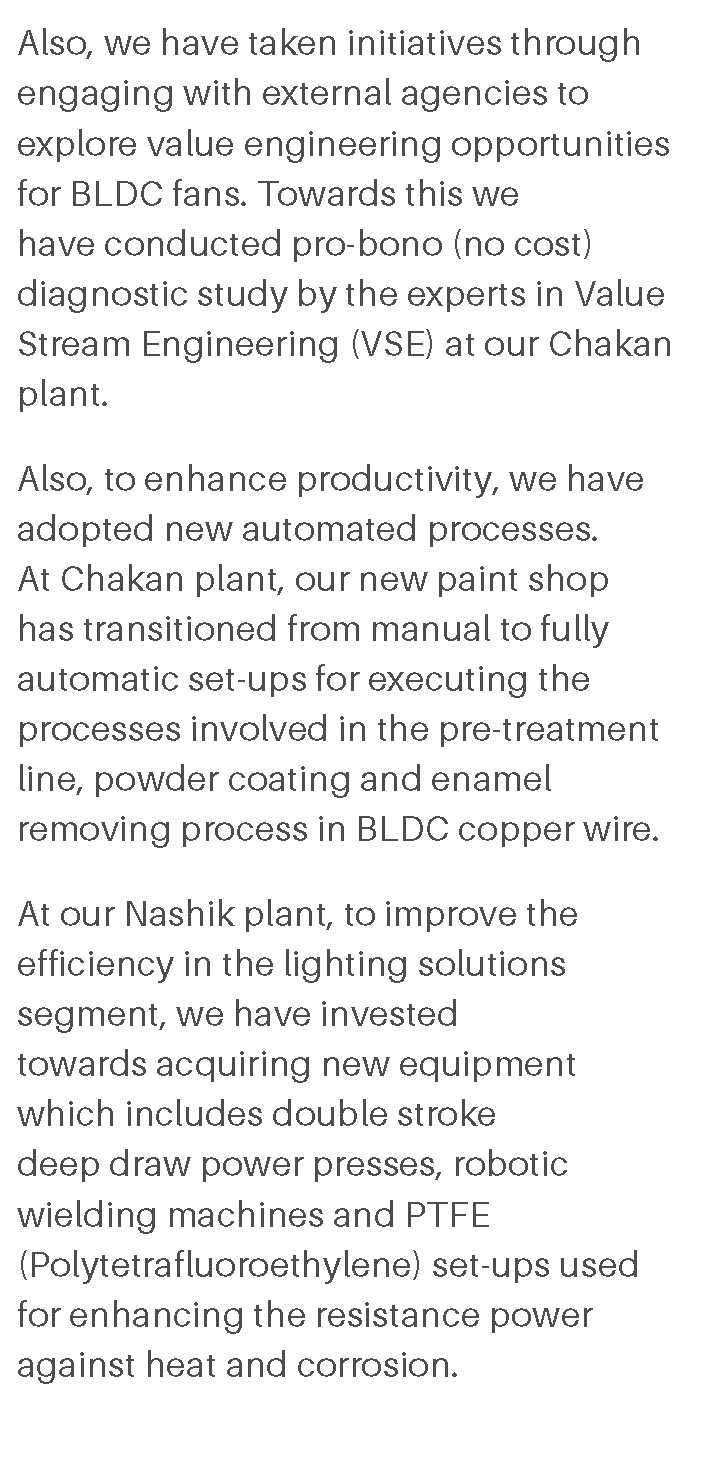 Also, we have taken initiatives through
engaging with external agencies to
explore value engineering opportunities
for BLDC fans. Towards this we
have conducted pro-bono (no cost)
diagnostic study by the experts in Value
Stream Engineering (VSE) at our Chakan
plant.
Also, to enhance productivity, we have
adopted new automated processes.
At Chakan plant, our new paint shop
has transitioned from manual to fully
automatic set-ups for executing the
processes involved in the pre-treatment
line, powder coating and enamel
removing process in BLDC copper wire.
At our Nashik plant, to improve the
efficiency in the lighting solutions
segment, we have invested
towards acquiring new equipment
which includes double stroke
deep draw power presses, robotic
wielding machines and PTFE
(Polytetrafluoroethylene) set-ups used
for enhancing the resistance power
against heat and corrosion.